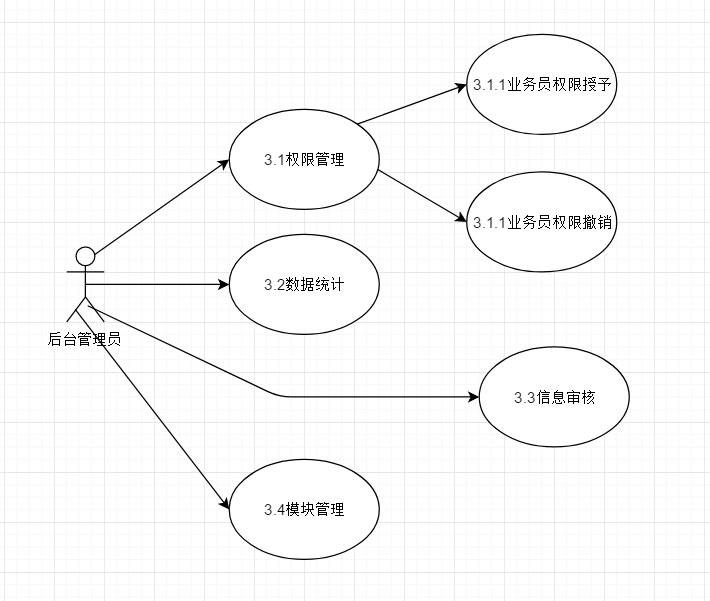 3.1.1业务员权限授予
3.1权限管理
3.1.1业务员权限撤销
3.2数据统计
后台管理员
3.3信息审核
3.4模块管理